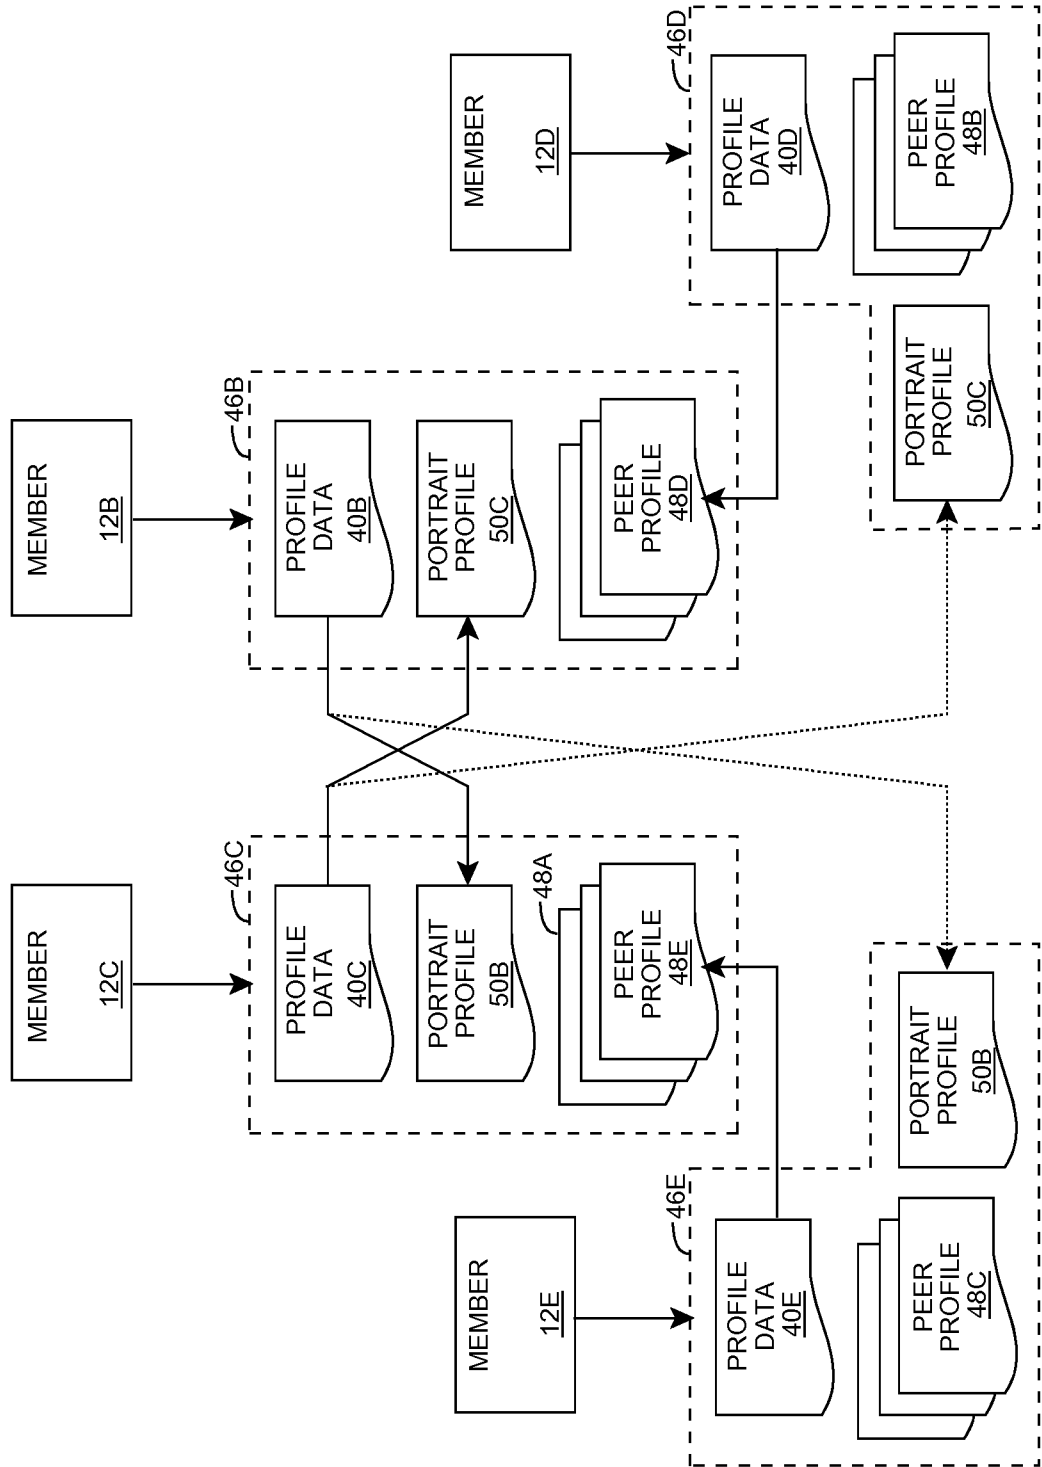 MEMBER
12C
MEMBER
12B
46C
PROFILE
DATA
40C
PORTRAIT
PROFILE
50B
48A
PEER
PROFILE
48E
46B
PROFILE
DATA
40B
PORTRAIT
PROFILE
50C
PEER
PROFILE
48D
MEMBER
12E
46E
PROFILE
DATA
40E
PEER
PROFILE
48C
PORTRAIT
PROFILE
50B
MEMBER
12D
46D
PROFILE
DATA
40D
PORTRAIT
PROFILE
50C
PEER
PROFILE
48B